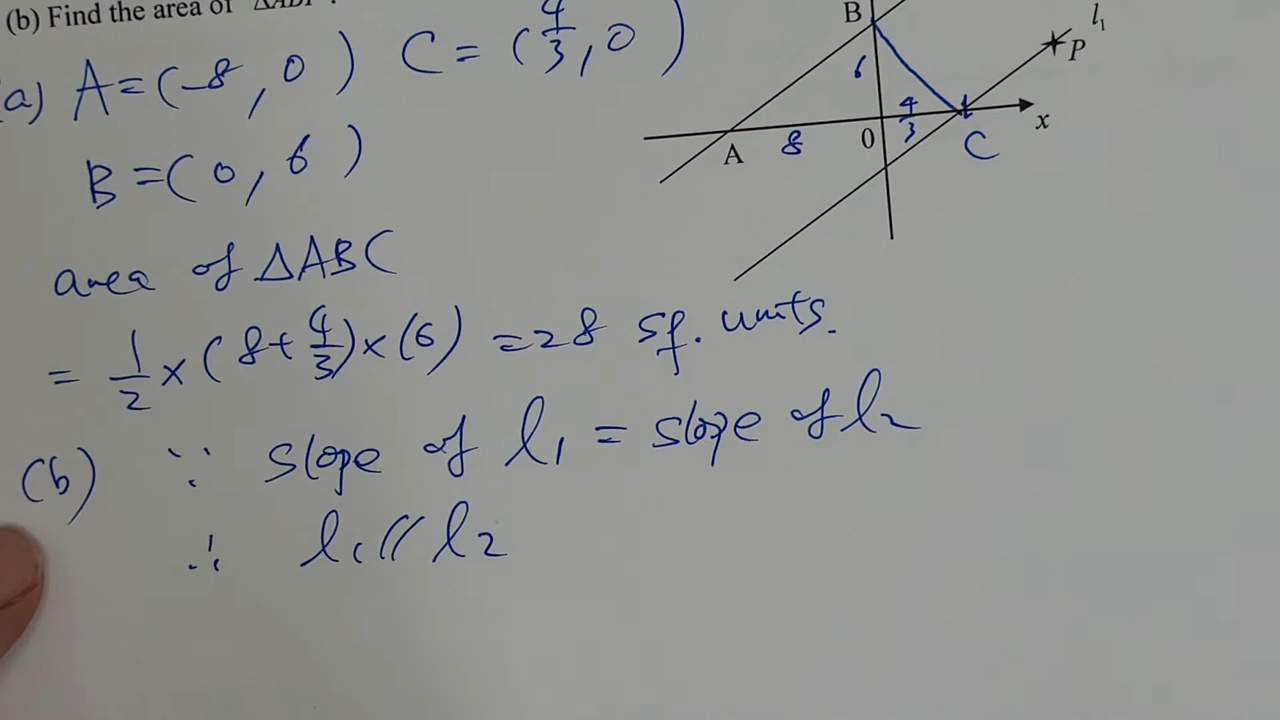 (b) Find the area of ΔABP
(a) A=(-8,0) C=(4/3,0)
B=(0,6)
area of ΔABC
= 1/2 × (8+4/3)×(6) =28 sq. units.
(b) ∵ slope of l₁ = slope of l₂
∴ l₁ // l₂
B
l₁
P
6
4/3
x
A
8
0
C